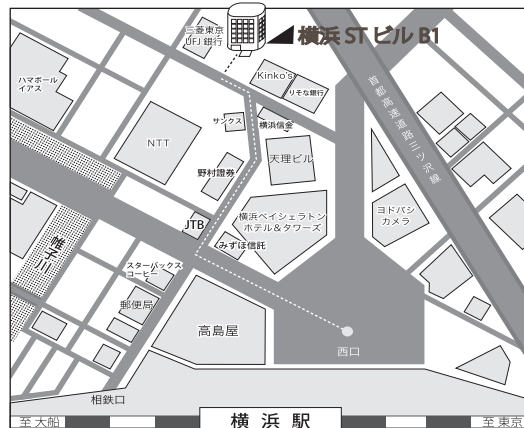 三菱東京
UFJ 銀行
横浜 ST ビル B1
Kinko's
りそな銀行
ハマボール
イアス
サンクス
横浜信金
首都高速道路三ツ沢線
NTT
天理ビル
野村證券
JTB
横浜ベイシェラトン
ホテル＆タワーズ
ヨドバシ
カメラ
みずほ信託
帷子川
スターバックス
コーヒー
郵便局
高島屋
西口
相鉄口
至 大船
横浜駅
至 東京